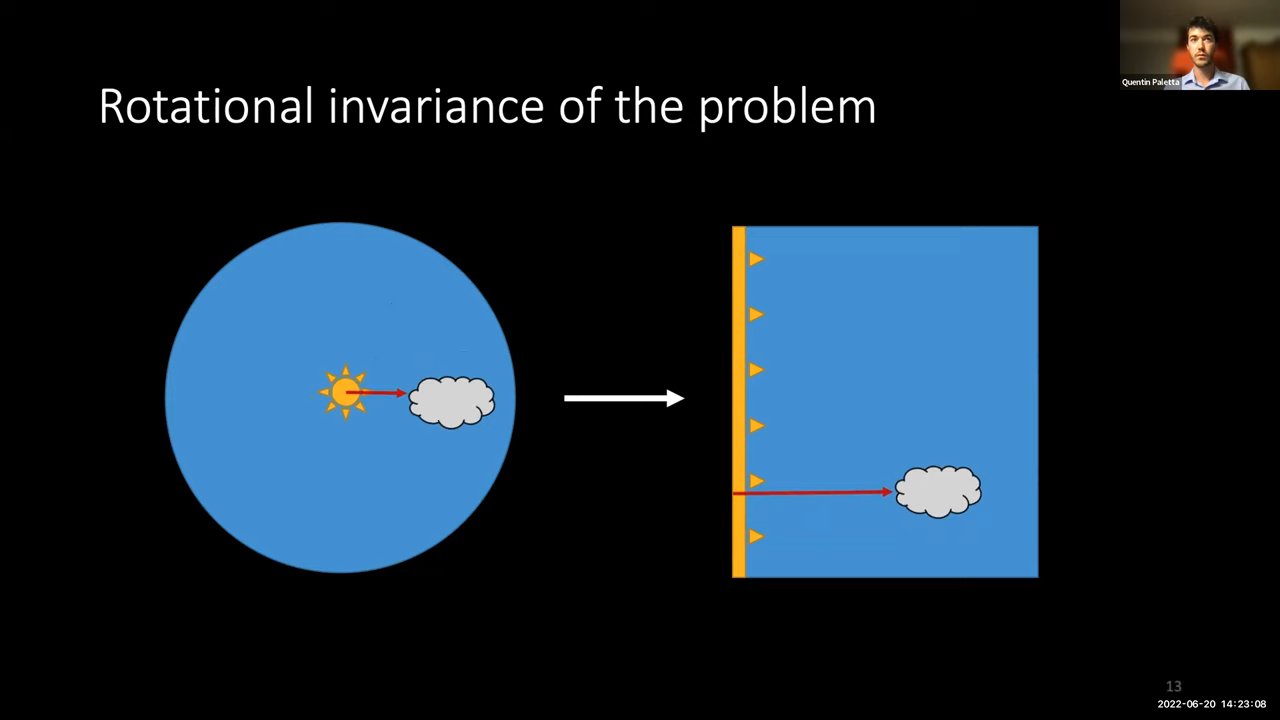 Quentin Paletta
Rotational invariance of the problem
13
2022-06-20 14:23:08